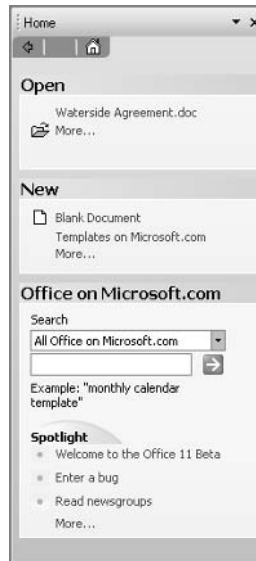 Home
Open
Waterside Agreement.doc
More...
New
Blank Document
Templates on Microsoft.com
More...
Office on Microsoft.com
Search
All Office on Microsoft.com
Example: "monthly calendar
template"
Spotlight
Welcome to the Office 11 Beta
Enter a bug
Read newsgroups
More...